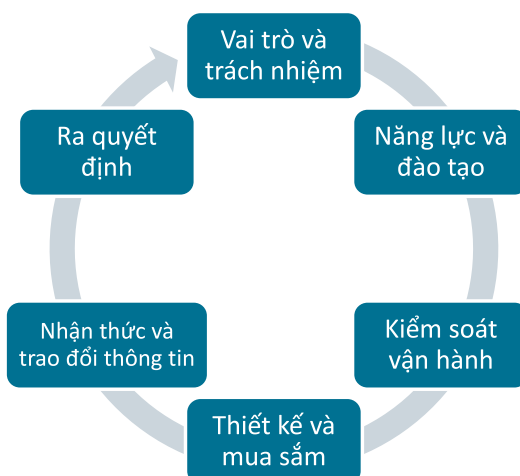 Vai trò và
trách nhiệm
Năng lực và
đào tạo
Kiểm soát
vận hành
Thiết kế và
mua sắm
Nhận thức và
trao đổi thông tin
Ra quyết
định